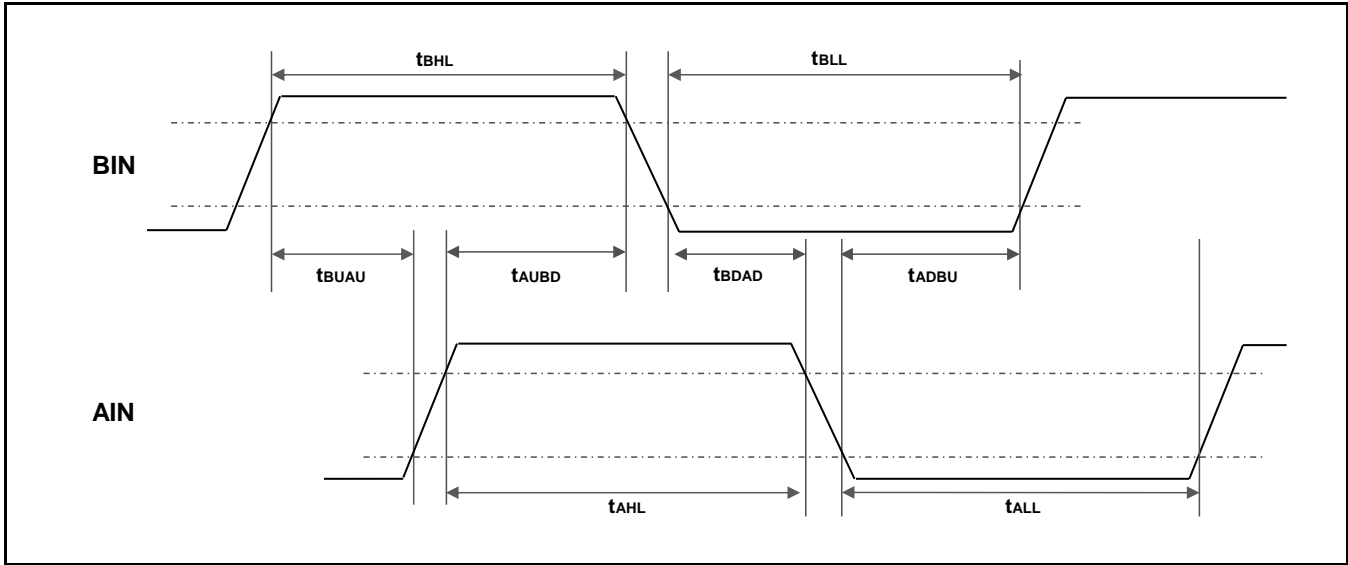 tBHL tBLL
BIN
tBUAU tAUBD tBDAD tADBU
AIN
tAHL tALL